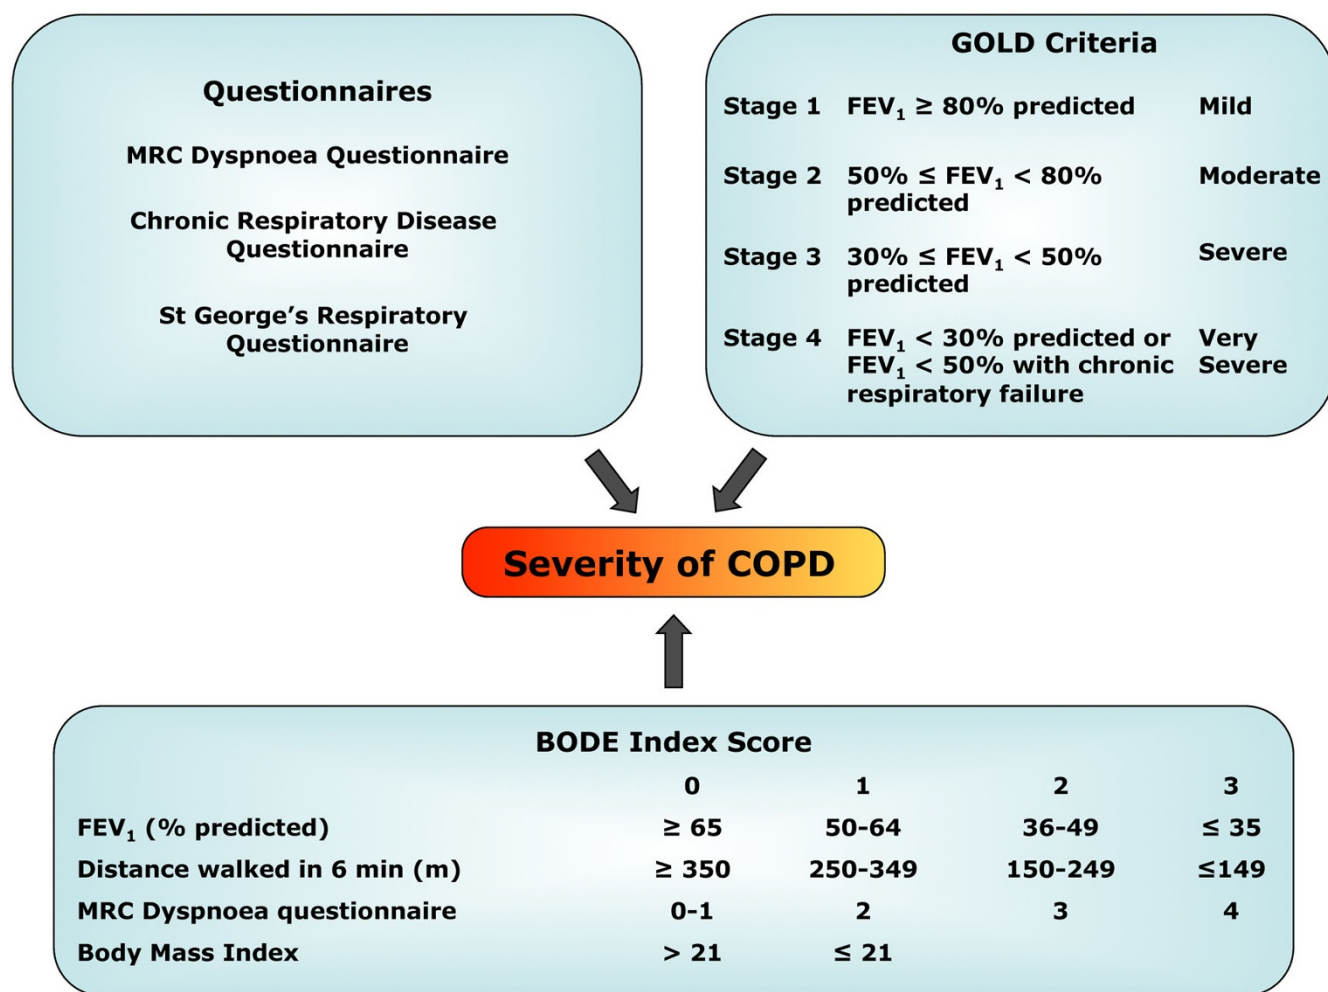 Questionnaires
MRC Dyspnoea Questionnaire
Chronic Respiratory Disease
Questionnaire
St George’s Respiratory
Questionnaire
GOLD Criteria
Stage 1 FEV₁ ≥ 80% predicted Mild
Stage 2 50% ≤ FEV₁ < 80% Moderate
predicted
Stage 3 30% ≤ FEV₁ < 50% Severe
predicted
Stage 4 FEV₁ < 30% predicted or Very
FEV₁ < 50% with chronic Severe
respiratory failure
Severity of COPD
BODE Index Score
0 1 2 3
FEV₁ (% predicted) ≥ 65 50-64 36-49 ≤ 35
Distance walked in 6 min (m) ≥ 350 250-349 150-249 ≤149
MRC Dyspnoea questionnaire 0-1 2 3 4
Body Mass Index > 21 ≤ 21